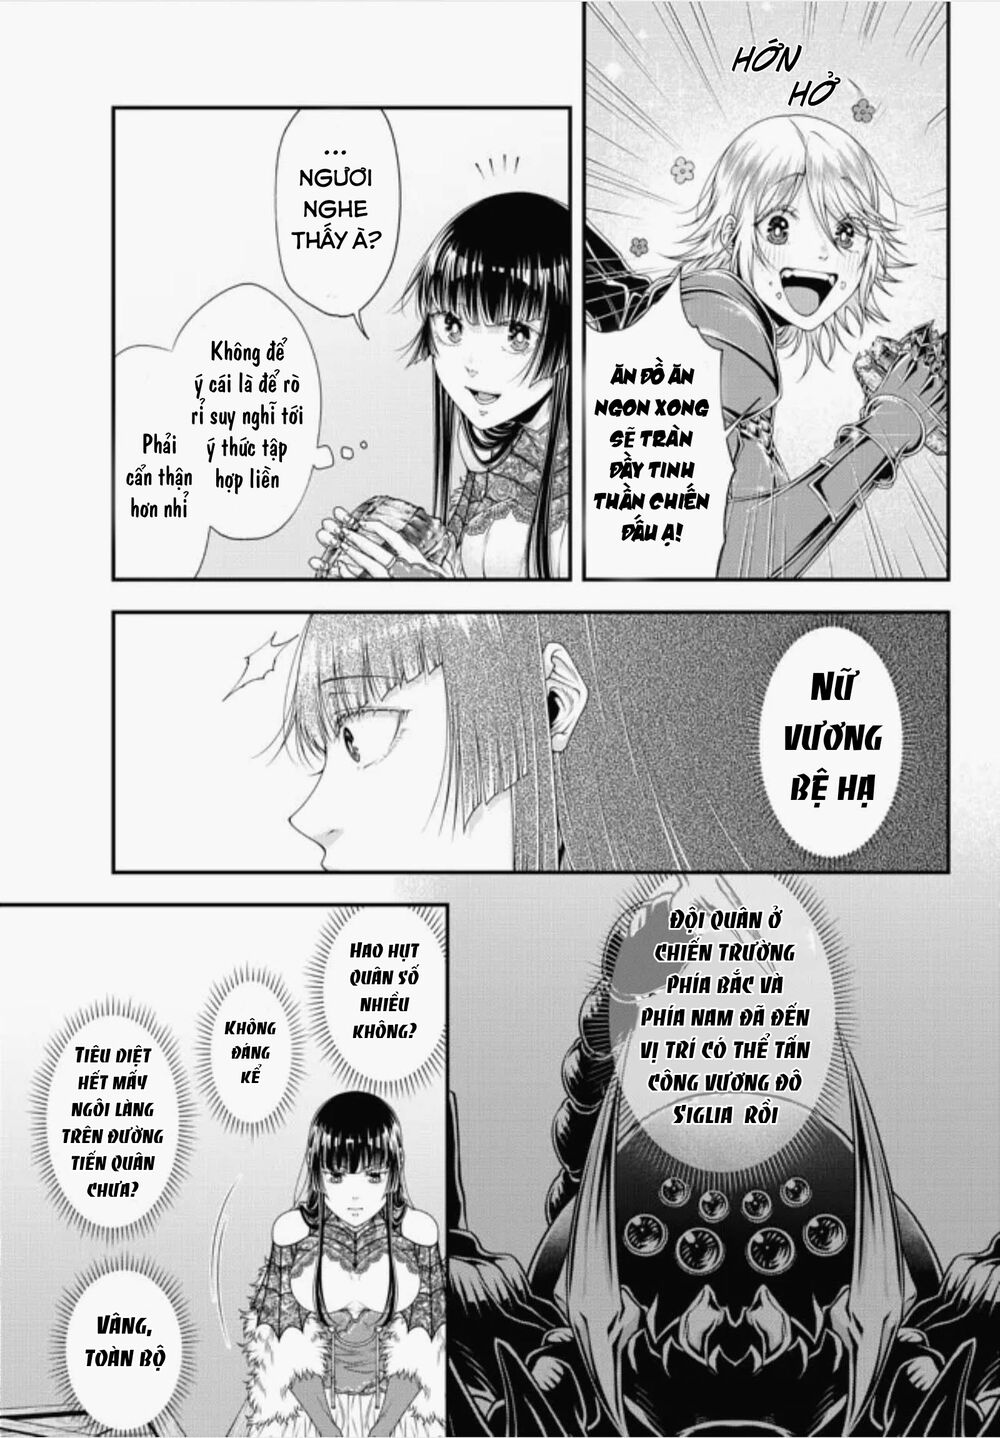 HỚN
HỞ
ĂN ĐỒ ĂN
NGON XONG
SẼ TRÀN
ĐẦY TINH
THẦN CHIẾN
ĐẤU Ạ!
...
NGƯƠI
NGHE
THẤY À?
Không để
ý cái là để rò
rỉ suy nghĩ tới
ý thức tập
hợp liền
Phải
cẩn thận
hơn nhỉ
NỮ
VƯƠNG
BỆ HẠ
ĐỘI QUÂN Ở
CHIẾN TRƯỜNG
PHÍA BẮC VÀ
PHÍA NAM ĐÃ ĐẾN
VỊ TRÍ CÓ THỂ TẤN
CÔNG VƯƠNG ĐÔ
SIGLIA RỒI
HAO HỤT
QUÂN SỐ
NHIỀU
KHÔNG?
KHÔNG
ĐÁNG
KỂ
TIÊU DIỆT
HẾT MẤY
NGÔI LÀNG
TRÊN ĐƯỜNG
TIẾN QUÂN
CHƯA?
VÂNG,
TOÀN BỘ